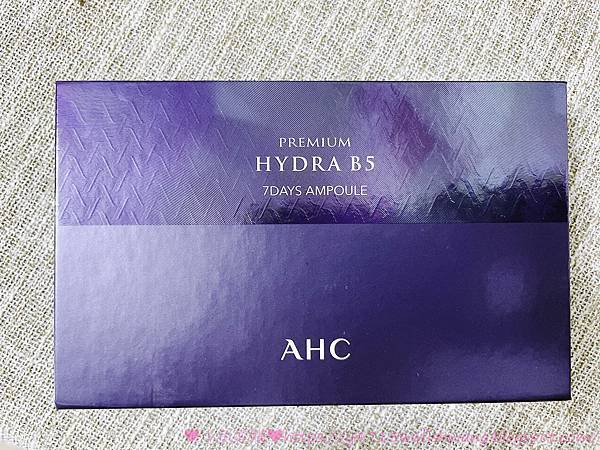 PREMIUM
HYDRA B5
7DAYS AMPOULE
AHC